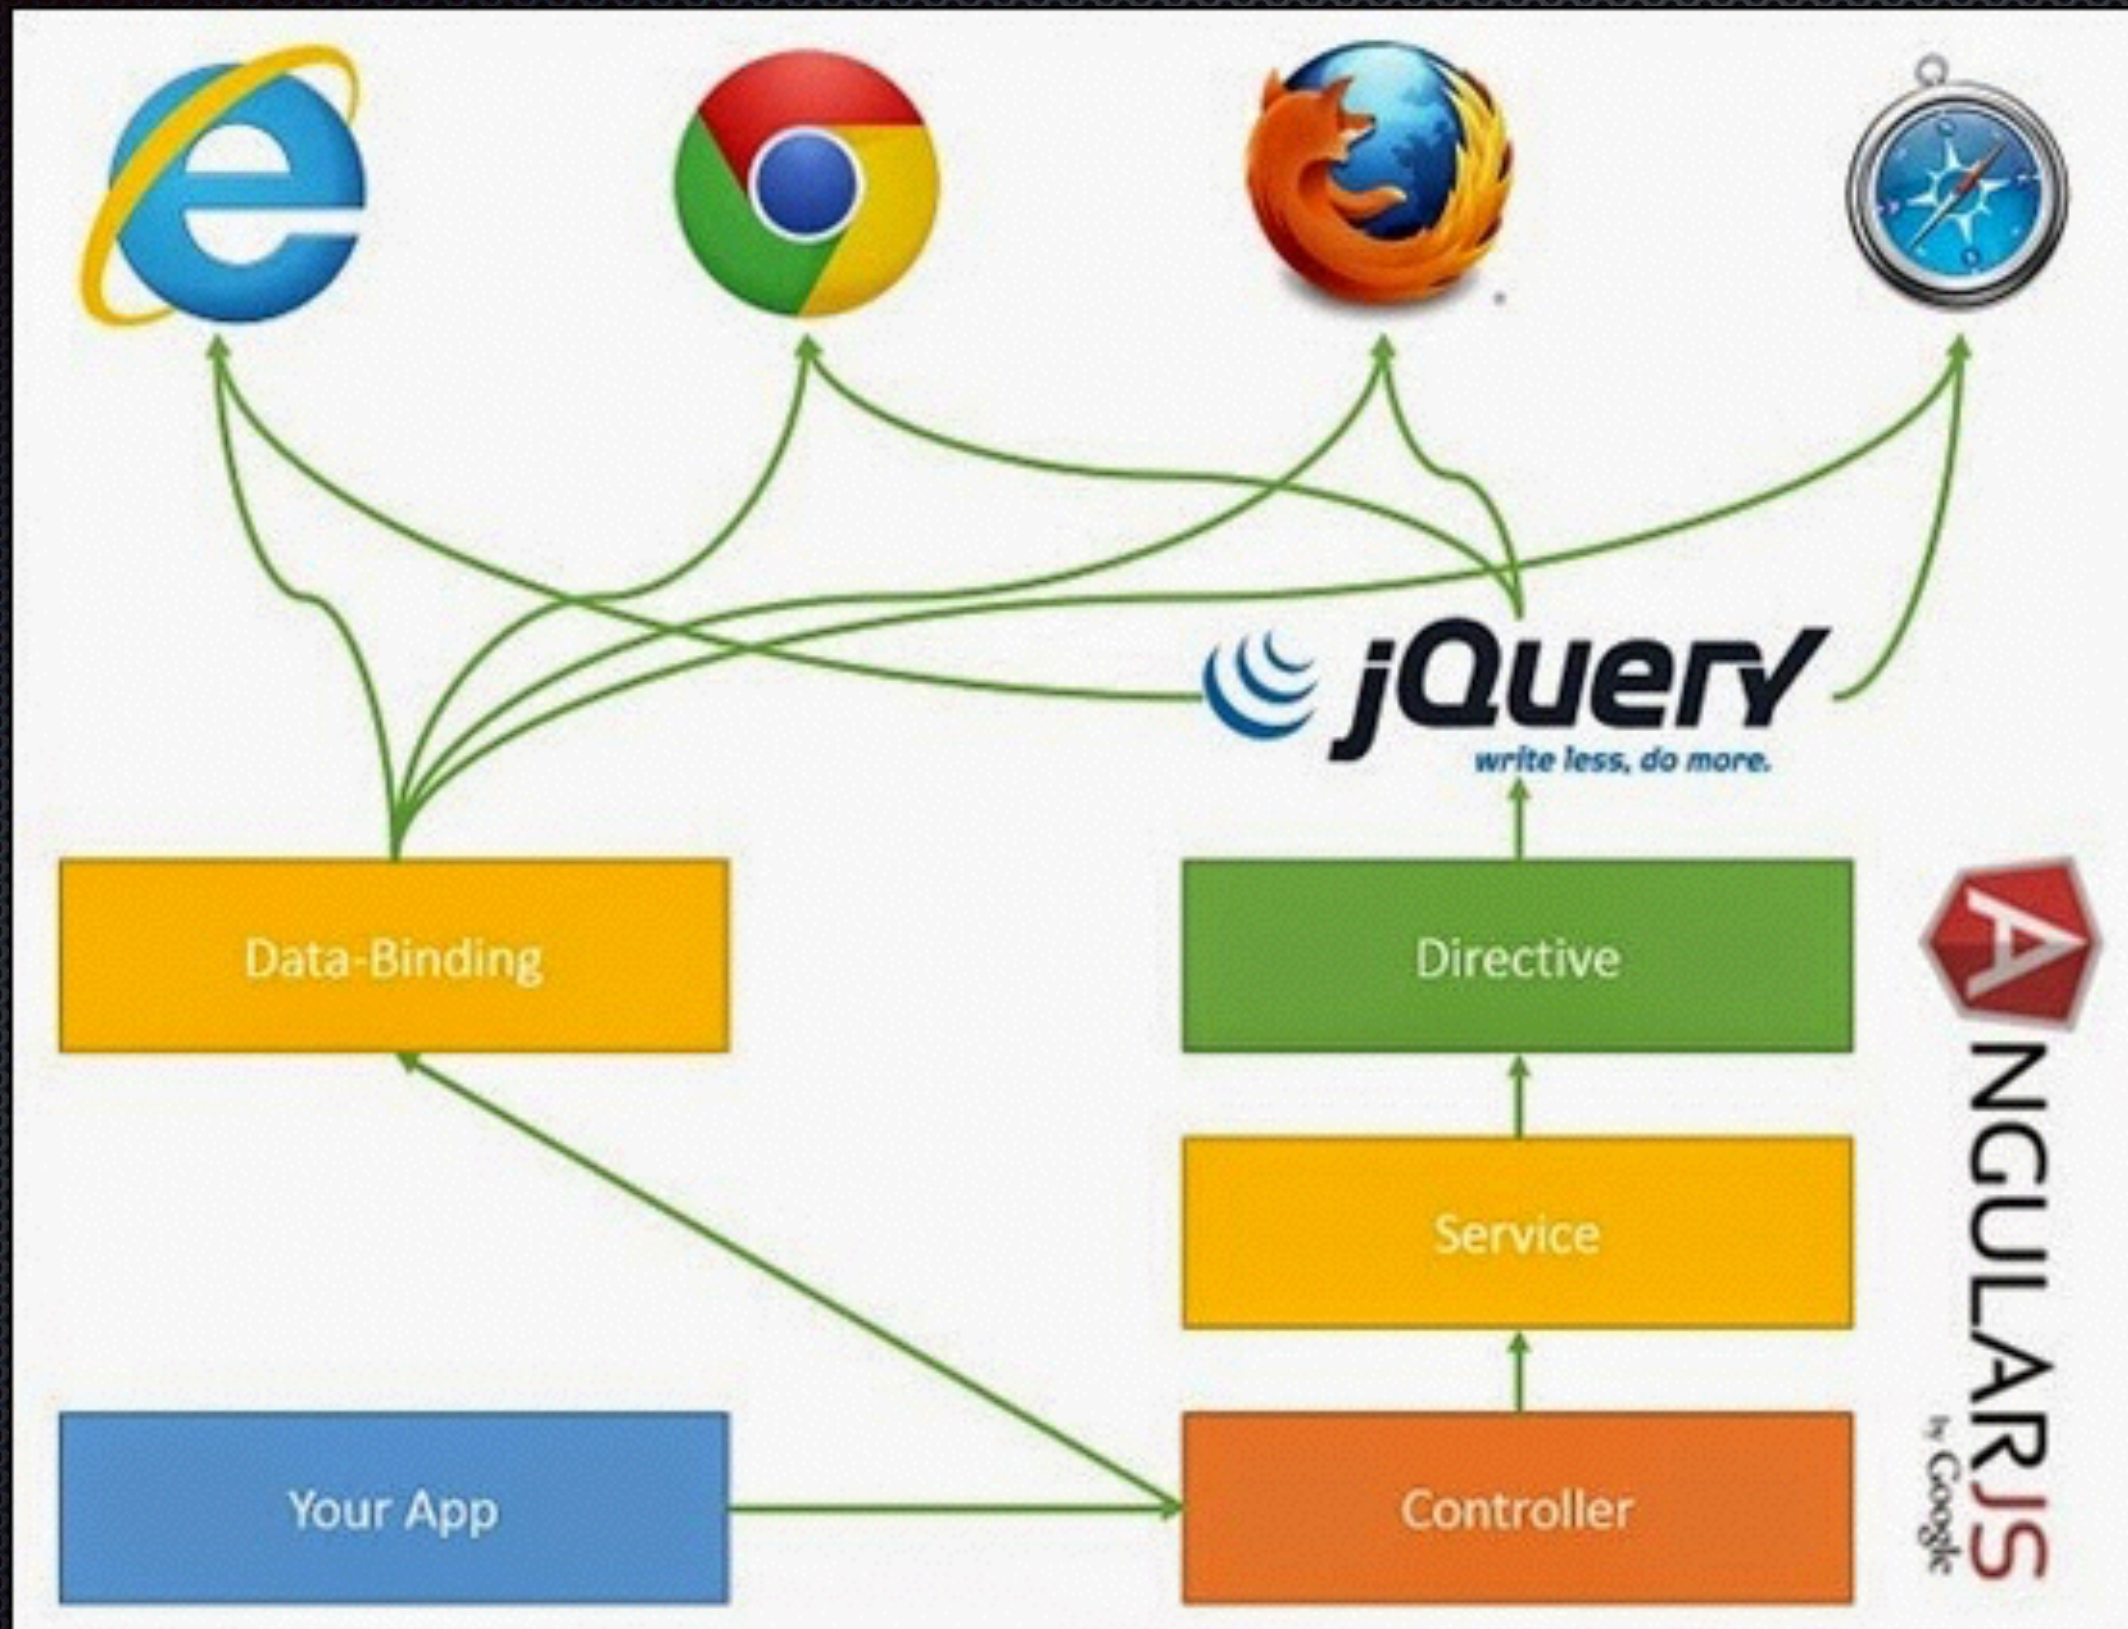 jQuery
write less, do more.
Data-Binding
Directive
Service
Your App
Controller
ANGULARJS
by Google